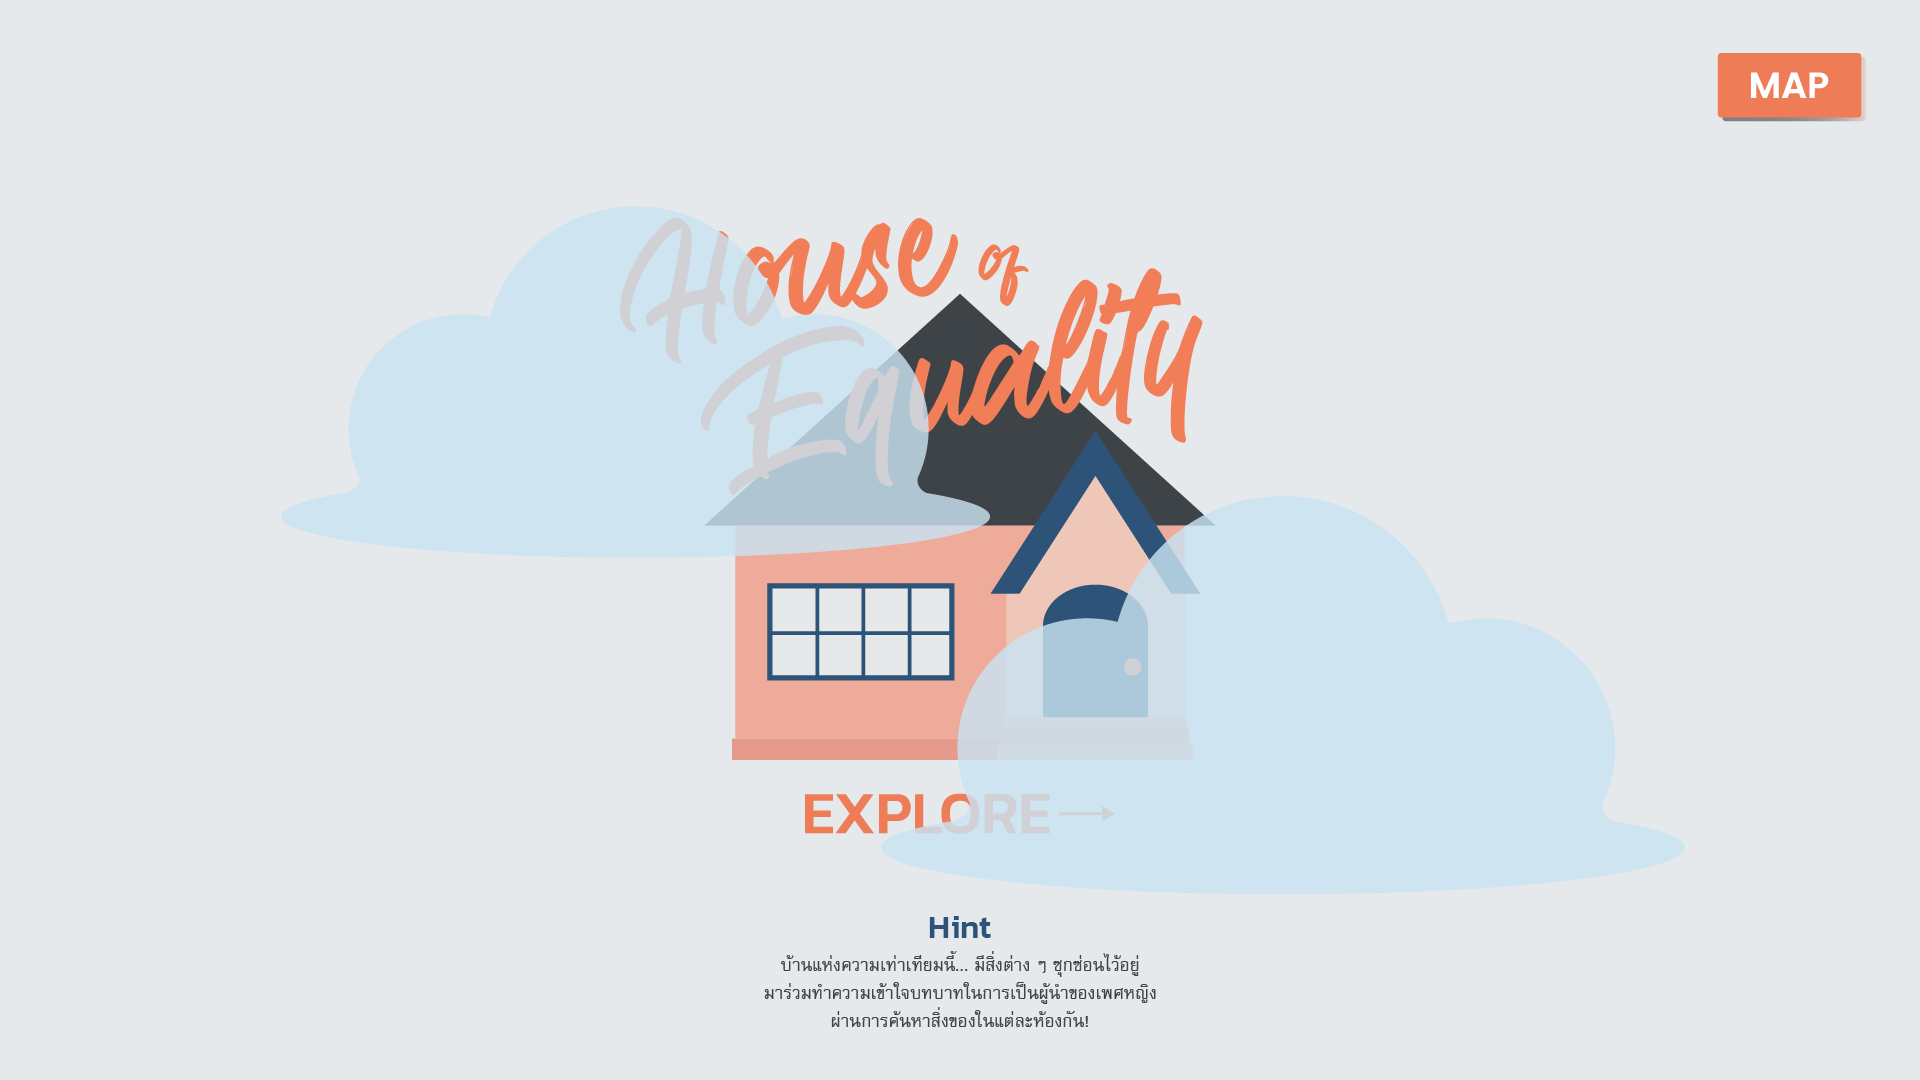 MAP
House of
Equality
EXPLORE
Hint
บ้านแห่งความเท่าเทียมนี้... มีสิ่งต่าง ๆ ซุกซ่อนไว้อยู่
มาร่วมทำความเข้าใจบทบาทในการเป็นผู้นำของเพศหญิง
ผ่านการค้นหาสิ่งของในแต่ละห้องกัน!